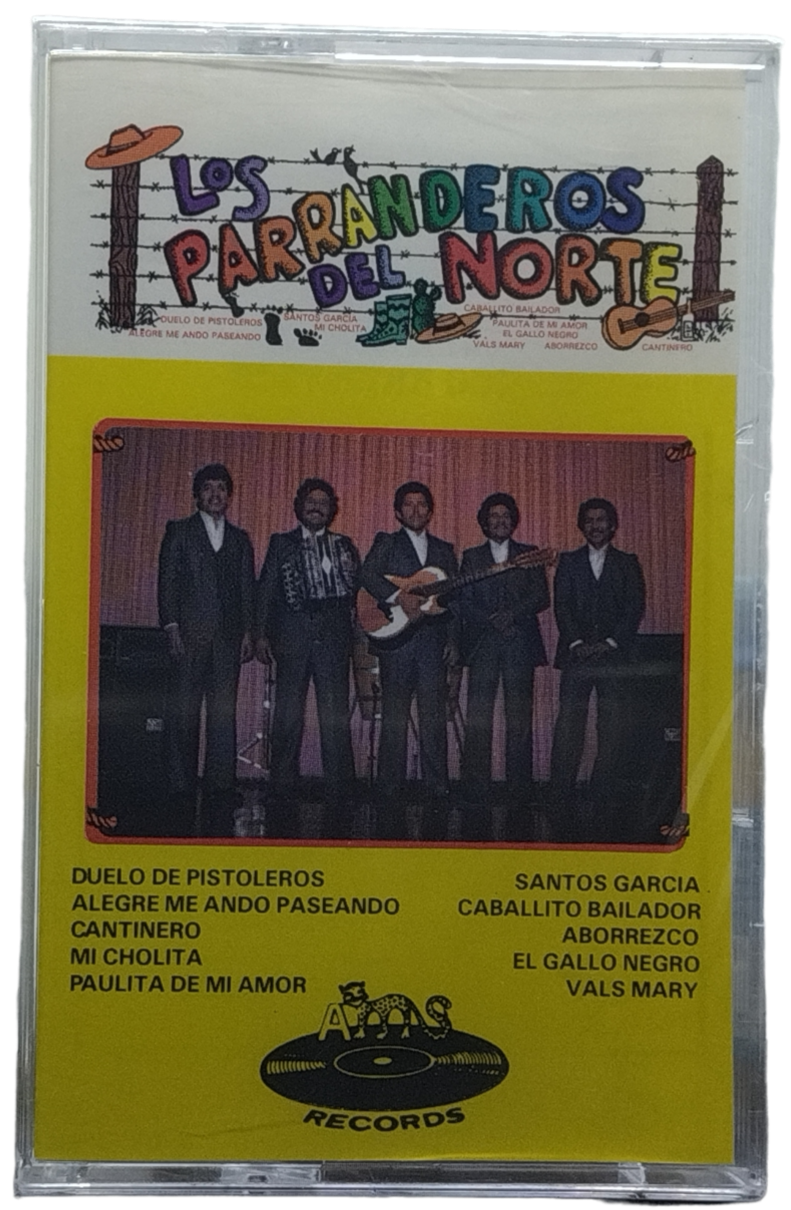 LOS
PARRANDEROS
DEL NORTE
DUELO DE PISTOLEROS
ALEGRE ME ANDO PASEANDO
SANTOS GARCIA
MI CHOLITA
CABALLITO BAILADOR
PAULITA DE MI AMOR
EL GALLO NEGRO
VALS MARY ABORREZCO
CANTINERO
DUELO DE PISTOLEROS
ALEGRE ME ANDO PASEANDO
CANTINERO
MI CHOLITA
PAULITA DE MI AMOR
SANTOS GARCIA
CABALLITO BAILADOR
ABORREZCO
EL GALLO NEGRO
VALS MARY
AMS
RECORDS